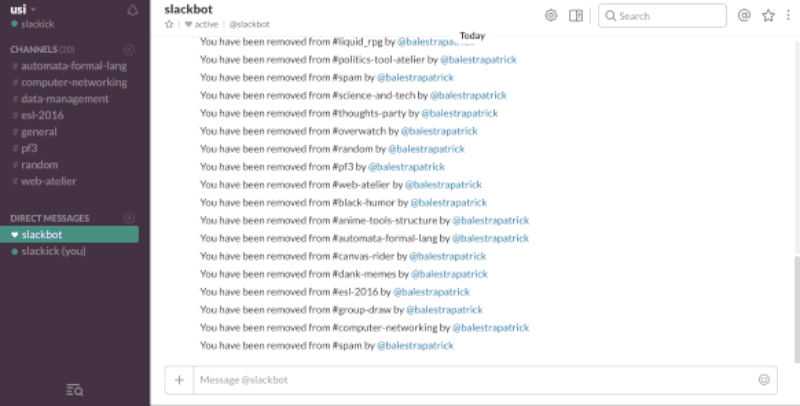 usi
slackick
CHANNELS (20)
# automata-formal-lang
# computer-networking
# data-management
# esl-2016
# general
# pf3
# random
# web-atelier
DIRECT MESSAGES
slackbot
slackick (you)
slackbot
active | @slackbot
Search
Today
You have been removed from #liquid_rpg by
You have been removed from #politics-tool-atelier by @balestrapatrick
You have been removed from #spam by @balestrapatrick
You have been removed from #science-and-tech by @balestrapatrick
You have been removed from #thoughts-party by @balestrapatrick
You have been removed from #overwatch by @balestrapatrick
You have been removed from #random by @balestrapatrick
You have been removed from #pf3 by @balestrapatrick
You have been removed from #web-atelier by @balestrapatrick
You have been removed from #black-humor by @balestrapatrick
You have been removed from #anime-tools-structure by @balestrapatrick
You have been removed from #automata-formal-lang by @balestrapatrick
You have been removed from #canvas-rider by @balestrapatrick
You have been removed from #dank-memes by @balestrapatrick
You have been removed from #esl-2016 by @balestrapatrick
You have been removed from #group-draw by @balestrapatrick
You have been removed from #computer-networking by @balestrapatrick
You have been removed from #spam by @balestrapatrick
Message @slackbot